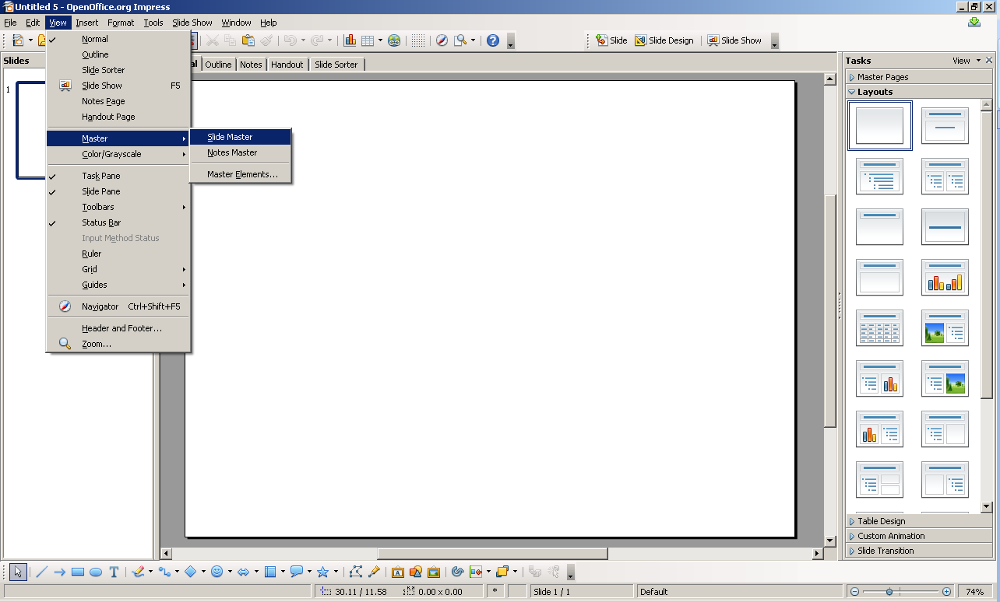 Untitled 5 - OpenOffice.org Impress
File Edit View Insert Format Tools Slide Show Window Help
Slide Slide Design Slide Show
Slides
Outline Notes Handout Slide Sorter
Tasks View
1
Normal
Outline
Slide Sorter
Slide Show F5
Notes Page
Handout Page
Master
Color/Grayscale
Task Pane
Slide Pane
Toolbars
Status Bar
Input Method Status
Ruler
Grid
Guides
Navigator Ctrl+Shift+F5
Header and Footer...
Zoom...
Slide Master
Notes Master
Master Elements...
Master Pages
Layouts
Table Design
Custom Animation
Slide Transition
T
30.11 / 11.58 0.00 x 0.00 * Slide 1 / 1 Default 74%